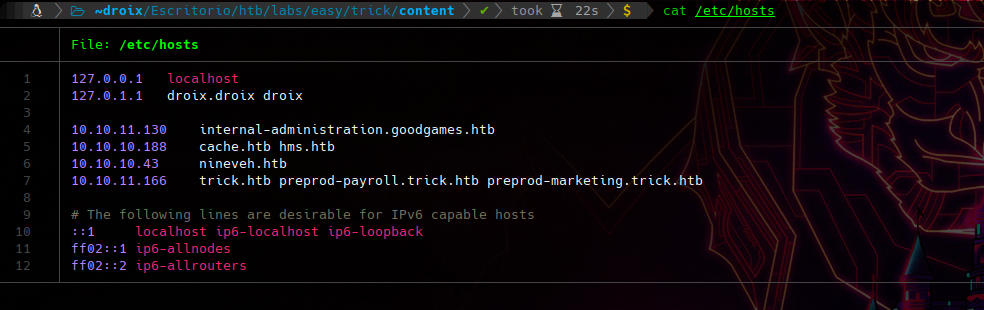 ~droix/Escritorio/htb/labs/easy/trick/content ✔ took ⌛ 22s $ cat /etc/hosts
File: /etc/hosts
1 127.0.0.1 localhost
2 127.0.1.1 droix.droix droix
3
4 10.10.11.130 internal-administration.goodgames.htb
5 10.10.10.188 cache.htb hms.htb
6 10.10.10.43 nineveh.htb
7 10.10.11.166 trick.htb preprod-payroll.trick.htb preprod-marketing.trick.htb
8
9 # The following lines are desirable for IPv6 capable hosts
10 ::1 localhost ip6-localhost ip6-loopback
11 ff02::1 ip6-allnodes
12 ff02::2 ip6-allrouters